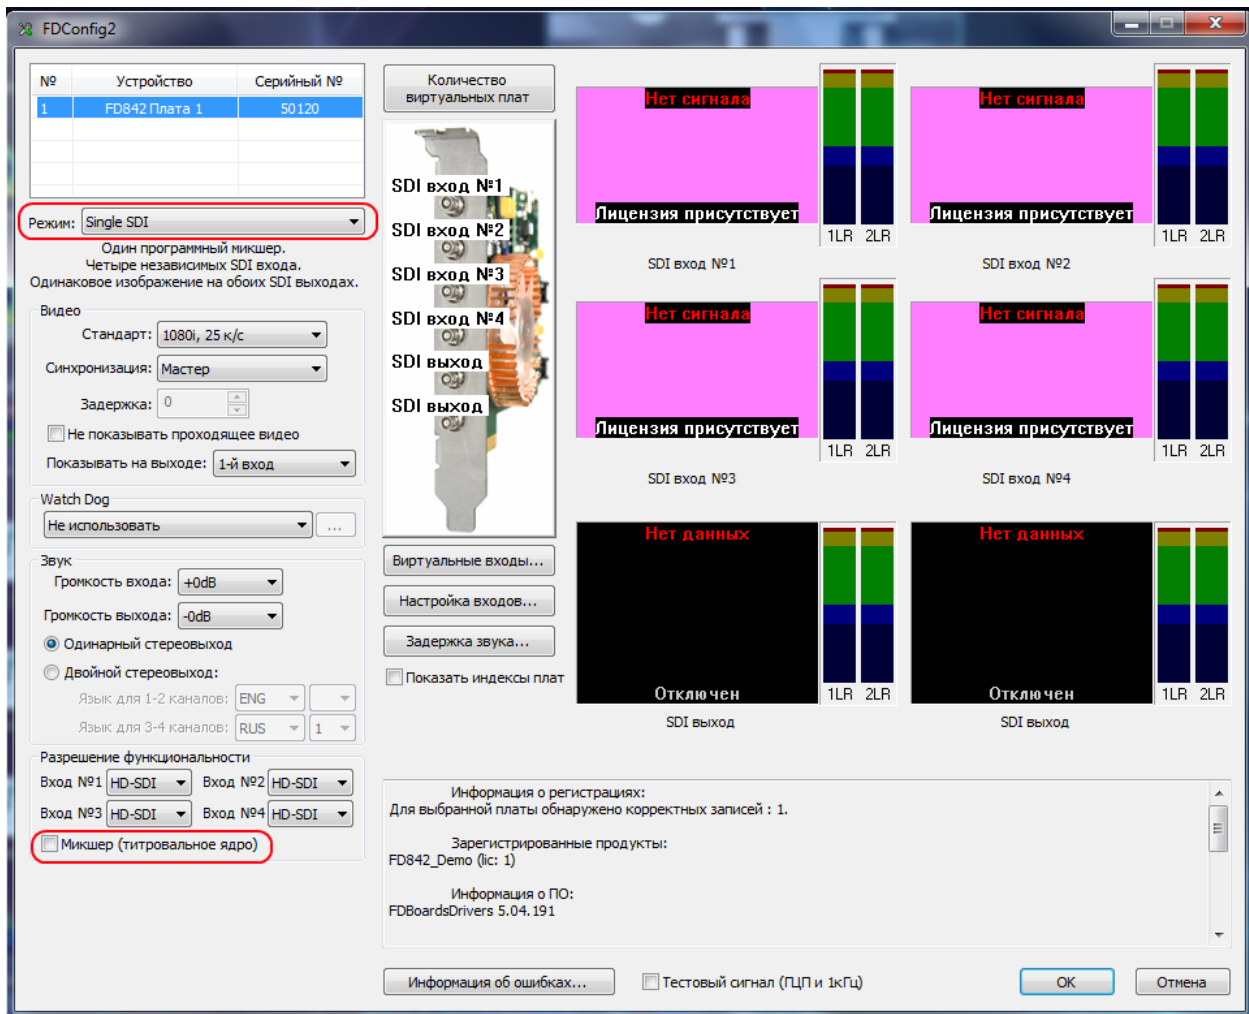 FDConfig2
№ Устройство Серийный №
1 FD842 Плата 1 50120
Режим: Single SDI
Один программный микшер.
Четыре независимых SDI входа.
Одинаковое изображение на обоих SDI выходах.
Видео
Стандарт: 1080i, 25 к/с
Синхронизация: Мастер
Задержка: 0
Не показывать проходящее видео
Показывать на выходе: 1-й вход
Watch Dog
Не использовать ...
Звук
Громкость входа: +0dB
Громкость выхода: -0dB
Одинарный стереовыход
Двойной стереовыход:
Язык для 1-2 каналов: ENG
Язык для 3-4 каналов: RUS 1
Разрешение функциональности
Вход №1 HD-SDI Вход №2 HD-SDI
Вход №3 HD-SDI Вход №4 HD-SDI
Микшер (титровальное ядро)
Количество
виртуальных плат
SDI вход №1
SDI вход №2
SDI вход №3
SDI вход №4
SDI выход
SDI выход
Виртуальные входы...
Настройка входов...
Задержка звука...
Показать индексы плат
Нет сигнала
Лицензия присутствует
1LR 2LR
SDI вход №1
Нет сигнала
Лицензия присутствует
1LR 2LR
SDI вход №2
Нет сигнала
Лицензия присутствует
1LR 2LR
SDI вход №3
Нет сигнала
Лицензия присутствует
1LR 2LR
SDI вход №4
Нет данных
Отключен
1LR 2LR
SDI выход
Нет данных
Отключен
1LR 2LR
SDI выход
Информация о регистрациях:
Для выбранной платы обнаружено корректных записей : 1.
Зарегистрированные продукты:
FD842_Demo (lic: 1)
Информация о ПО:
FDBoardsDrivers 5.04.191
Информация об ошибках...
Тестовый сигнал (ГЦП и 1кГц)
OK
Отмена